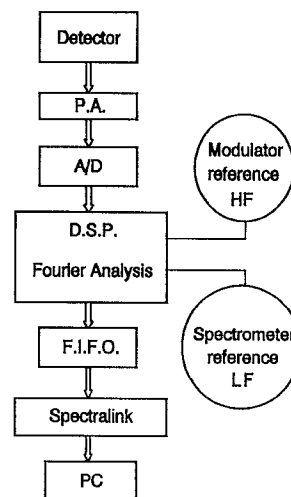 Detector
P.A.
A/D
Modulator
reference
HF
D.S.P.
Fourier Analysis
Spectrometer
reference
LF
F.I.F.O.
Spectralink
PC